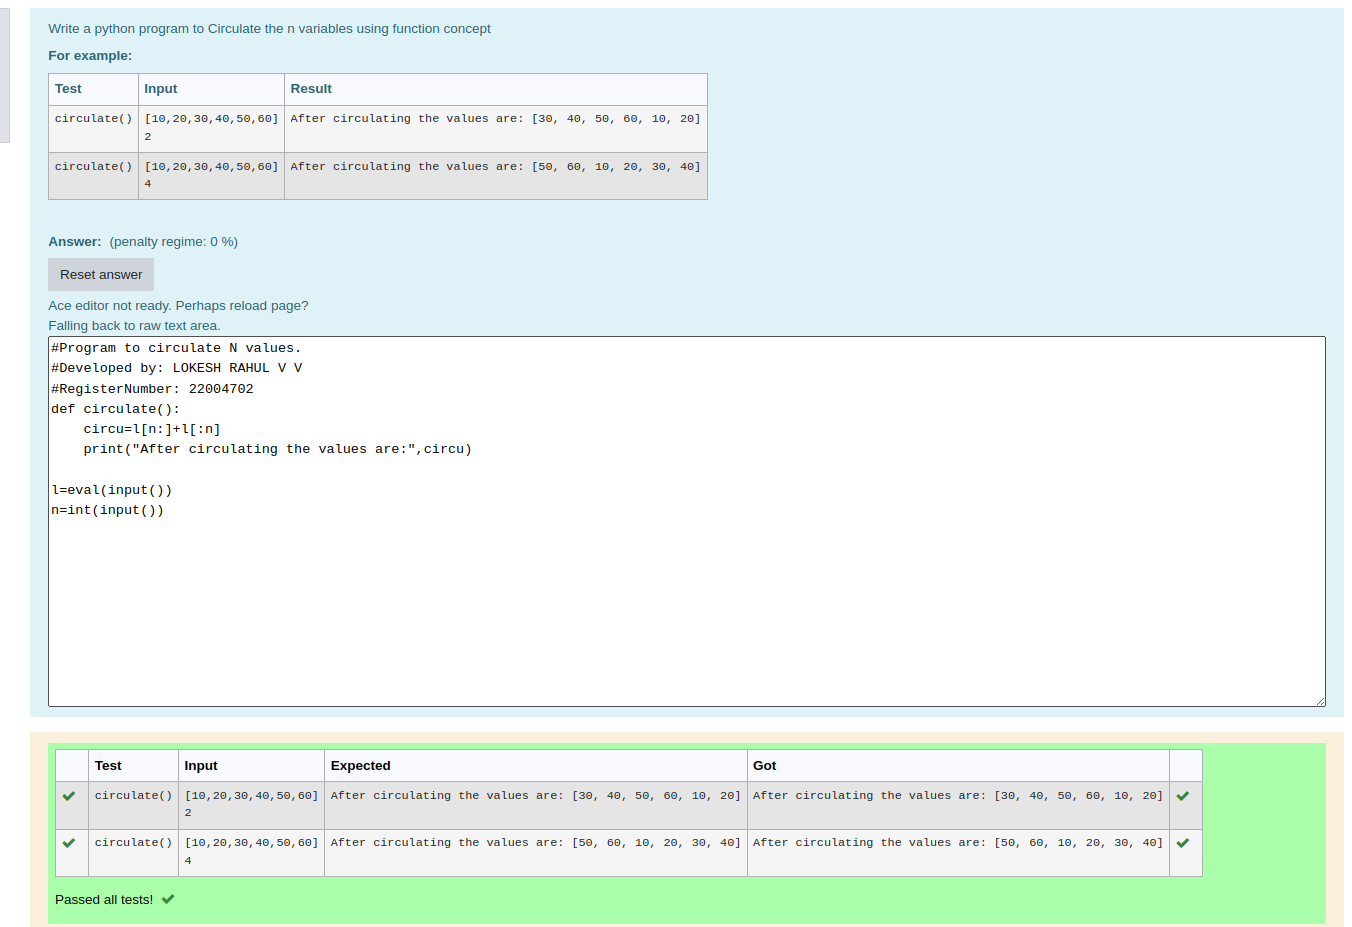 Write a python program to Circulate the n variables using function concept
For example:
Test Input Result
circulate() [10,20,30,40,50,60] After circulating the values are: [30, 40, 50, 60, 10, 20]
2
circulate() [10,20,30,40,50,60] After circulating the values are: [50, 60, 10, 20, 30, 40]
4
Answer: (penalty regime: 0 %)
Reset answer
Ace editor not ready. Perhaps reload page?
Falling back to raw text area.
#Program to circulate N values.
#Developed by: LOKESH RAHUL V V
#RegisterNumber: 22004702
def circulate():
    circu=l[n:]+l[:n]
    print("After circulating the values are:",circu)

l=eval(input())
n=int(input())
Test Input Expected Got
circulate() [10,20,30,40,50,60] After circulating the values are: [30, 40, 50, 60, 10, 20] After circulating the values are: [30, 40, 50, 60, 10, 20]
2
circulate() [10,20,30,40,50,60] After circulating the values are: [50, 60, 10, 20, 30, 40] After circulating the values are: [50, 60, 10, 20, 30, 40]
4
Passed all tests!